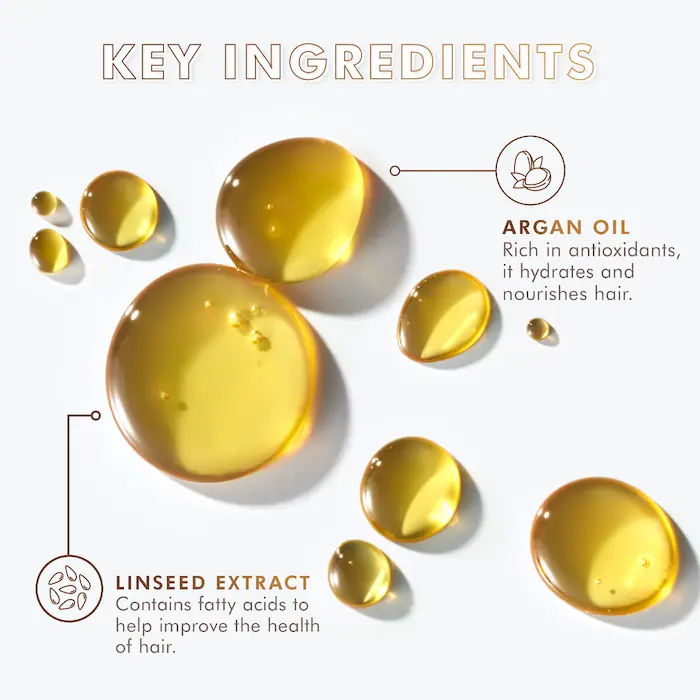 KEY INGREDIENTS
ARGAN OIL
Rich in antioxidants,
it hydrates and
nourishes hair.
LINSEED EXTRACT
Contains fatty acids to
help improve the health
of hair.